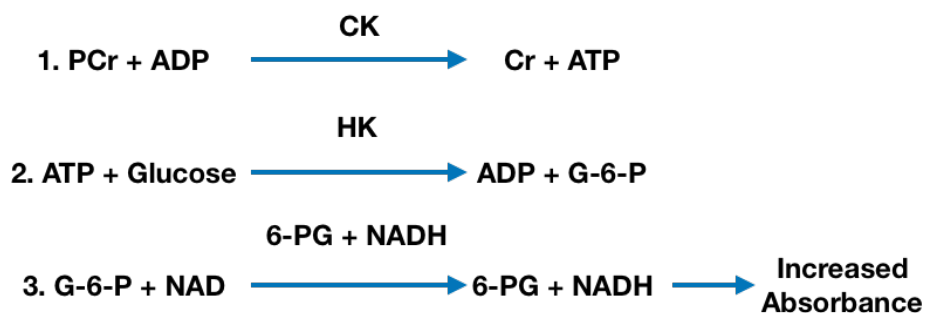 CK
1. PCr + ADP Cr + ATP
HK
2. ATP + Glucose ADP + G-6-P
6-PG + NADH
3. G-6-P + NAD 6-PG + NADH Increased
Absorbance